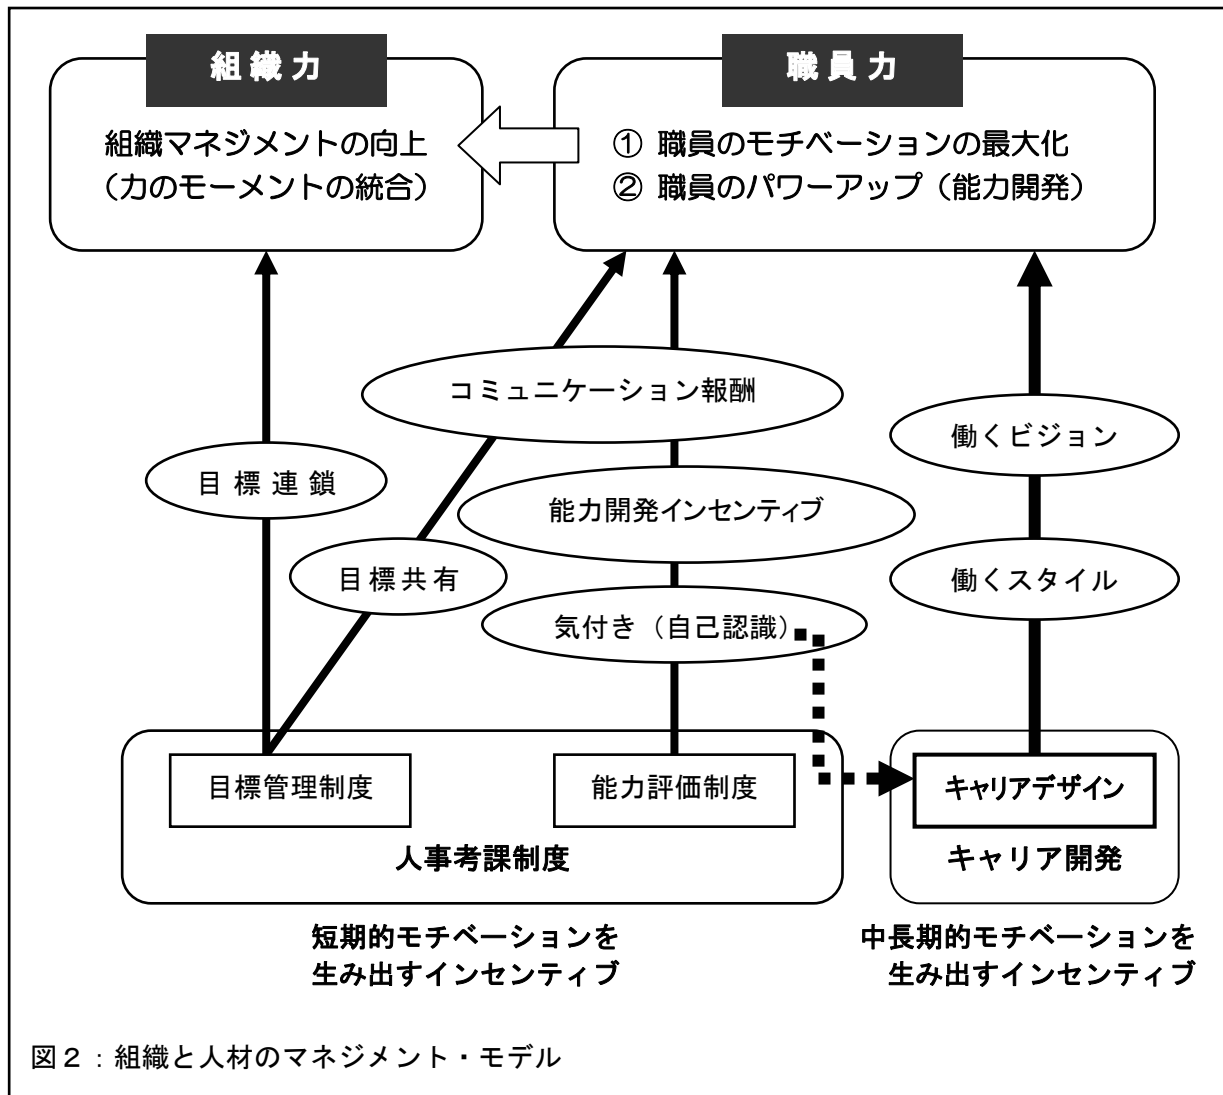 組織力
職員力
組織マネジメントの向上
（力のモーメントの統合）
① 職員のモチベーションの最大化
② 職員のパワーアップ（能力開発）
コミュニケーション報酬
働くビジョン
目標連鎖
能力開発インセンティブ
目標共有
働くスタイル
気付き（自己認識）
目標管理制度
能力評価制度
キャリアデザイン
人事考課制度
キャリア開発
短期的モチベーションを
生み出すインセンティブ
中長期的モチベーションを
生み出すインセンティブ
図２：組織と人材のマネジメント・モデル